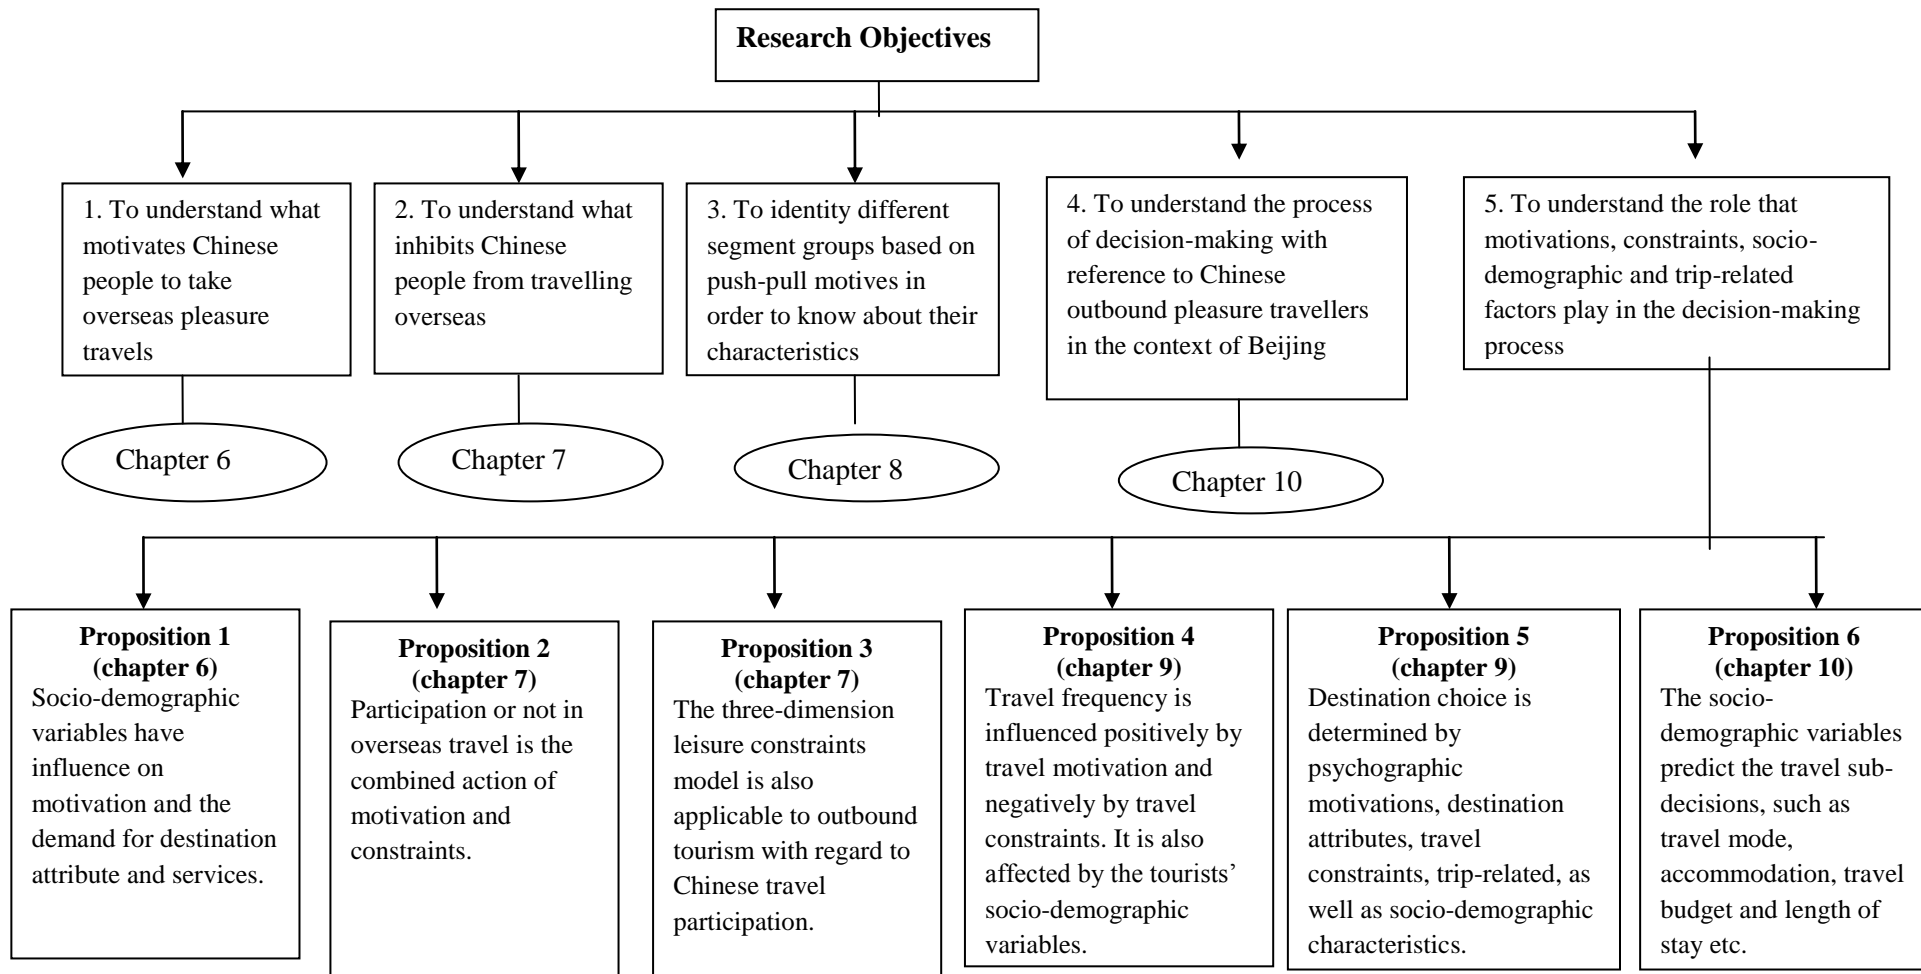 Research Objectives
1. To understand what
motivates Chinese
people to take
overseas pleasure
travels
2. To understand what
inhibits Chinese
people from travelling
overseas
3. To identity different
segment groups based on
push-pull motives in
order to know about their
characteristics
4. To understand the process
of decision-making with
reference to Chinese
outbound pleasure travellers
in the context of Beijing
5. To understand the role that
motivations, constraints, socio-
demographic and trip-related
factors play in the decision-making
process
Chapter 6
Chapter 7
Chapter 8
Chapter 10
Proposition 1
(chapter 6)
Socio-demographic
variables have
influence on
motivation and the
demand for destination
attribute and services.
Proposition 2
(chapter 7)
Participation or not in
overseas travel is the
combined action of
motivation and
constraints.
Proposition 3
(chapter 7)
The three-dimension
leisure constraints
model is also
applicable to outbound
tourism with regard to
Chinese travel
participation.
Proposition 4
(chapter 9)
Travel frequency is
influenced positively by
travel motivation and
negatively by travel
constraints. It is also
affected by the tourists’
socio-demographic
variables.
Proposition 5
(chapter 9)
Destination choice is
determined by
psychographic
motivations, destination
attributes, travel
constraints, trip-related, as
well as socio-demographic
characteristics.
Proposition 6
(chapter 10)
The socio-
demographic variables
predict the travel sub-
decisions, such as
travel mode,
accommodation, travel
budget and length of
stay etc.